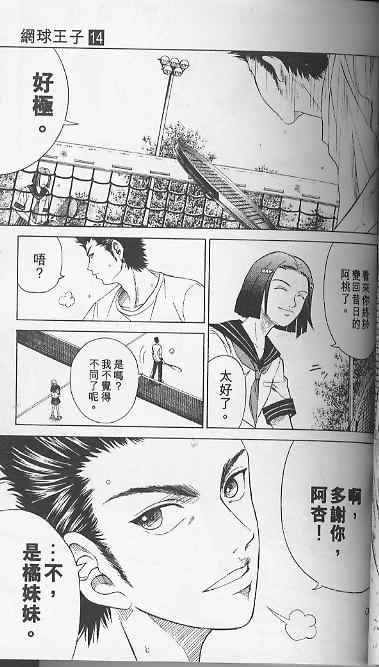 網球王子 14
好極。
看來你終於
變回昔日的
阿桃了。
太好了。
唔?
是嗎?
我不覺得
不同了呢。
啊,
多謝你,
阿杏!
…不,
是橘妹妹。